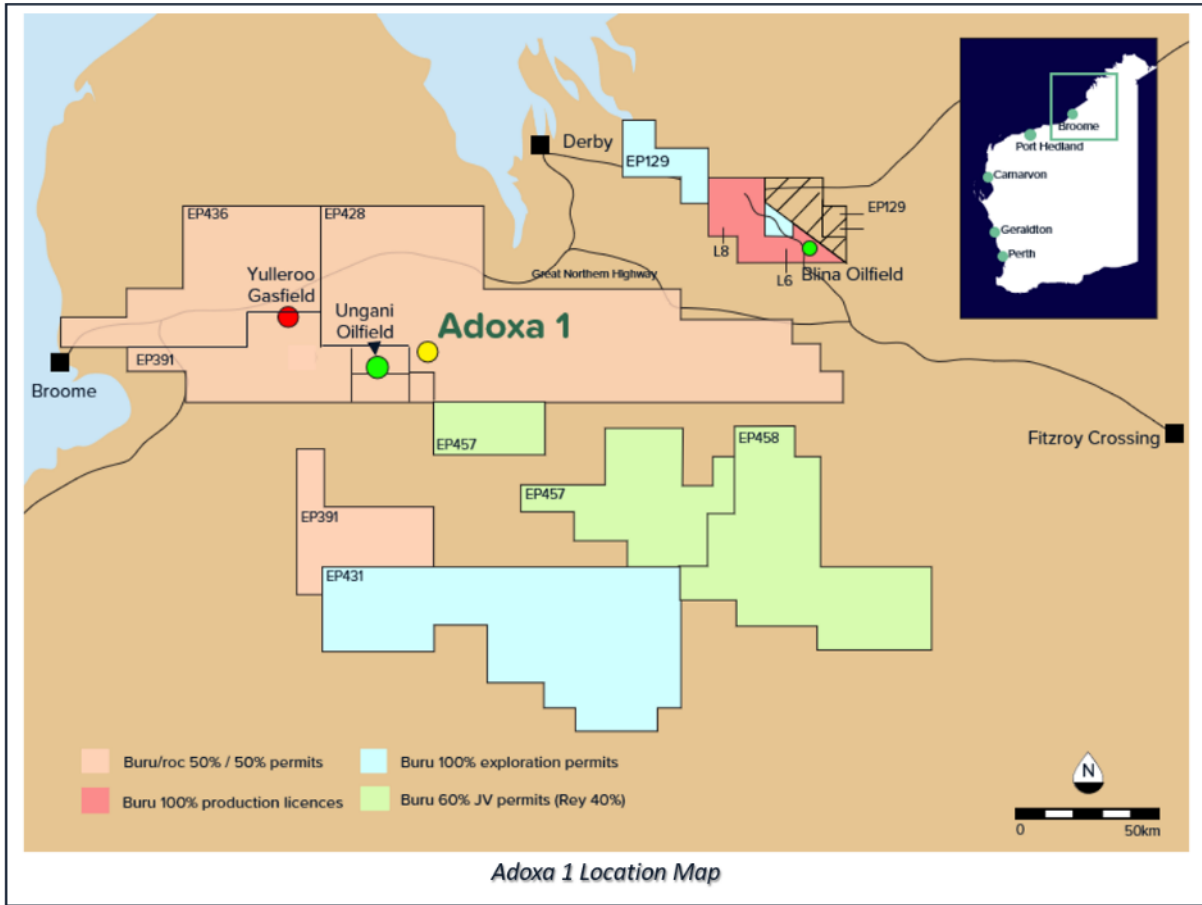 Derby
EP129
Broome
Port Hedland
Carnarvon
Geraldton
Perth
EP436
EP428
EP129
L8
L6
Blina Oilfield
Great Northern Highway
Yulleroo
Gasfield
Ungani
Oilfield
Adoxa 1
EP391
Broome
EP457
EP458
Fitzroy Crossing
EP457
EP391
EP431
Buru/roc 50% / 50% permits
Buru 100% exploration permits
Buru 100% production licences
Buru 60% JV permits (Rey 40%)
N
0
50km
Adoxa 1 Location Map